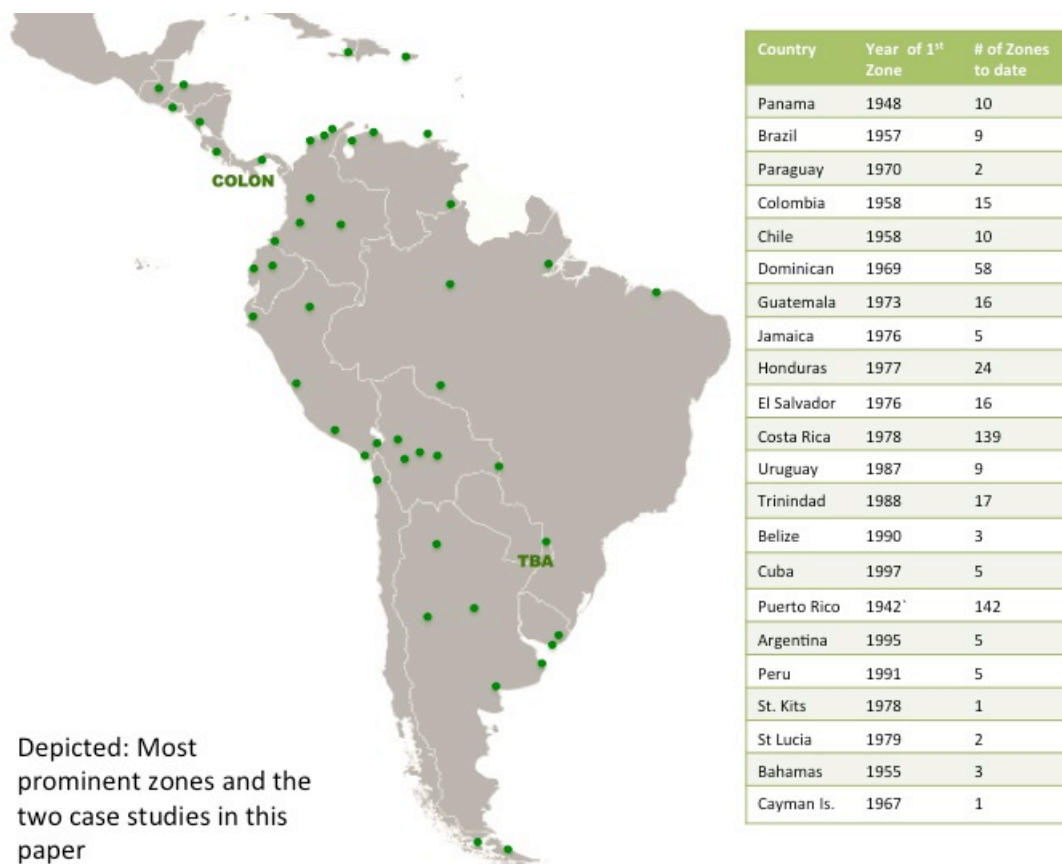 COLON
TBA
Depicted: Most
prominent zones and the
two case studies in this
paper
Country Year of 1st Zone # of Zones to date
Panama 1948 10
Brazil 1957 9
Paraguay 1970 2
Colombia 1958 15
Chile 1958 10
Dominican 1969 58
Guatemala 1973 16
Jamaica 1976 5
Honduras 1977 24
El Salvador 1976 16
Costa Rica 1978 139
Uruguay 1987 9
Trinindad 1988 17
Belize 1990 3
Cuba 1997 5
Puerto Rico 1942` 142
Argentina 1995 5
Peru 1991 5
St. Kits 1978 1
St Lucia 1979 2
Bahamas 1955 3
Cayman Is. 1967 1